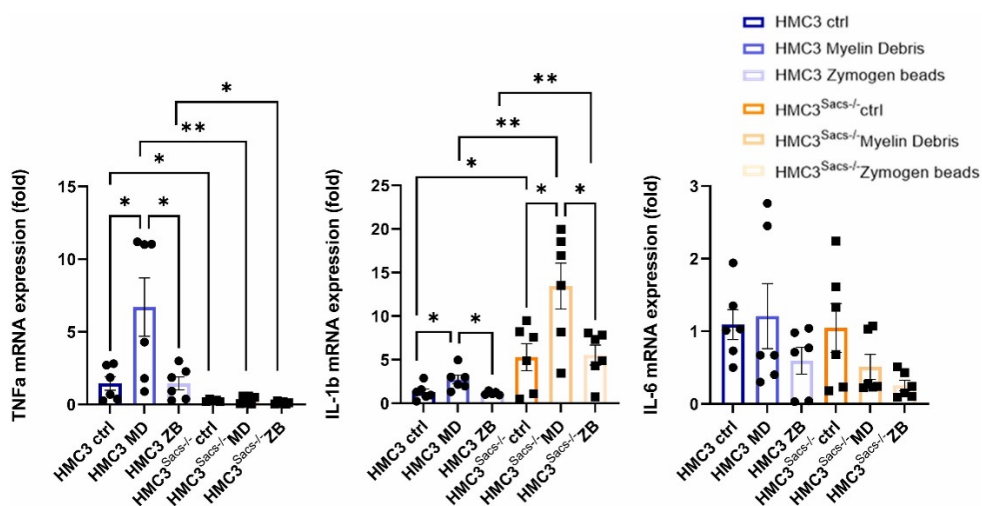 HMC3 ctrl
HMC3 Myelin Debris
HMC3 Zymogen beads
HMC3Sacs-/-ctrl
HMC3Sacs-/-Myelin Debris
HMC3Sacs-/-Zymogen beads
TNFa mRNA expression (fold)
15
10
5
0
*
**
*
*
*
HMC3 ctrl
HMC3 MD
HMC3 ZB
HMC3Sacs-/- ctrl
HMC3Sacs-/-MD
HMC3Sacs-/-ZB
IL-1b mRNA expression (fold)
25
20
15
10
5
0
**
**
*
*
*
*
*
HMC3 ctrl
HMC3 MD
HMC3 ZB
HMC3Sacs-/- ctrl
HMC3Sacs-/-MD
HMC3Sacs-/-ZB
IL-6 mRNA expression (fold)
3
2
1
0
HMC3 ctrl
HMC3 MD
HMC3 ZB
HMC3Sacs-/- ctrl
HMC3Sacs-/-MD
HMC3Sacs-/-ZB